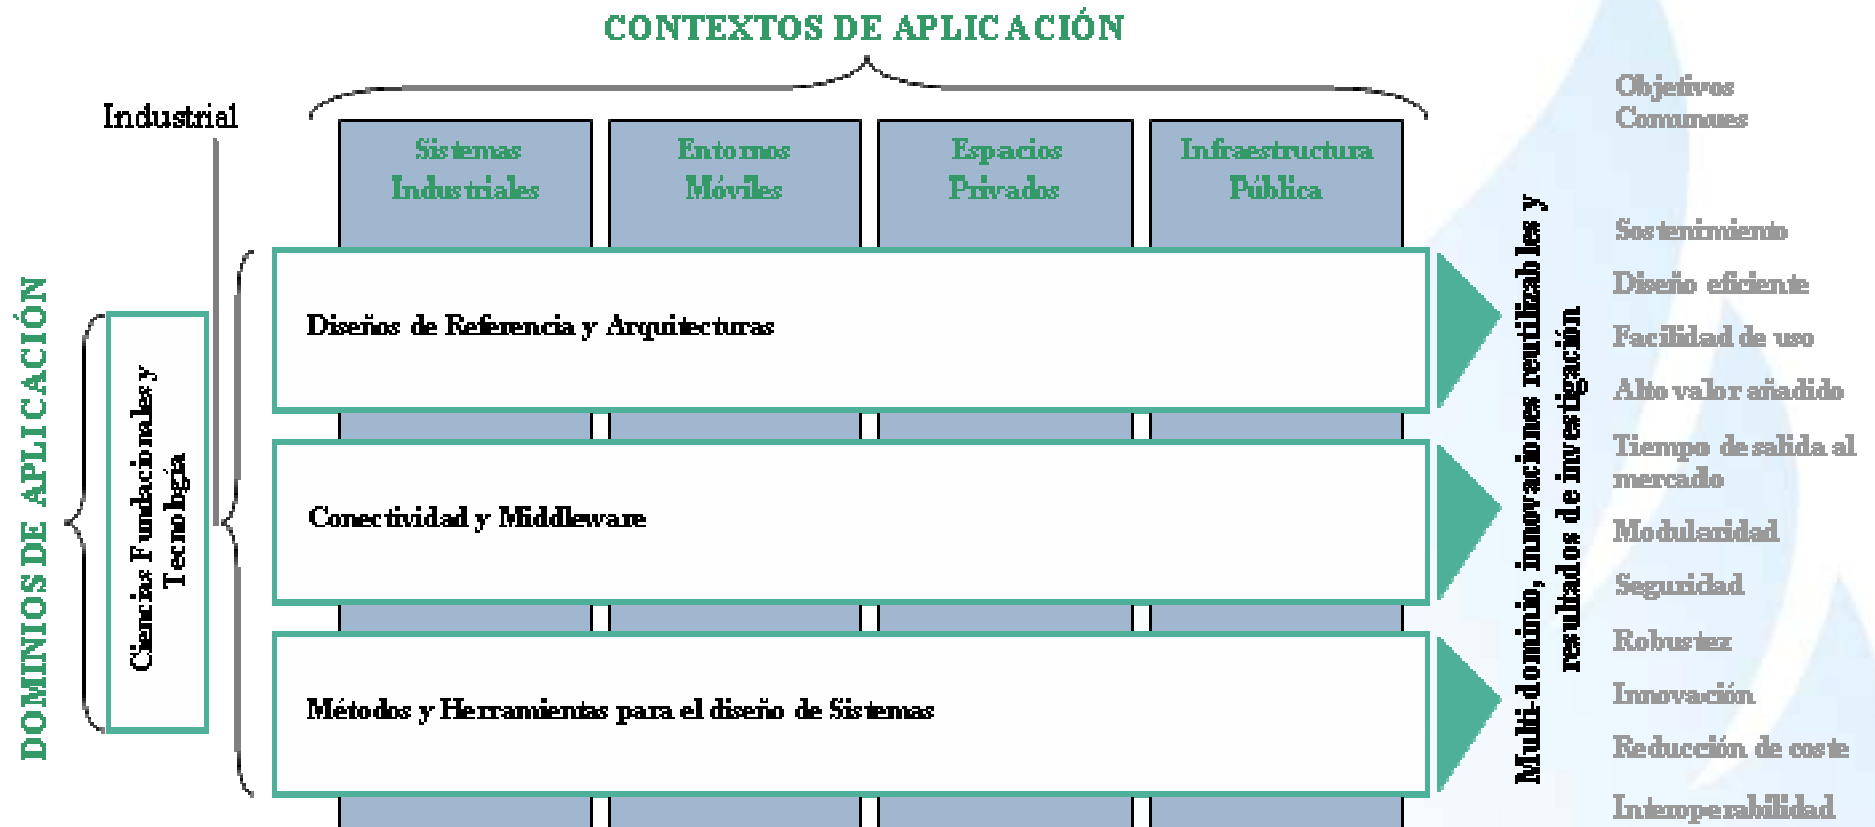 CONTEXTOS DE APLICACIÓN
Industrial
Sistemas
Industriales
Entornos
Móviles
Espacios
Privados
Infraestructura
Pública
DOMINIOS DE APLICACIÓN
Ciencias Fundacionales y
Tecnología
Diseños de Referencia y Arquitecturas
Conectividad y Middleware
Métodos y Herramientas para el diseño de Sistemas
Multi-dominio, innovaciones reutilizables y
resultados de investigación
Objetivos
Comunues
Sostenimiento
Diseño eficiente
Facilidad de uso
Alto valor añadido
Tiempo de salida al
mercado
Modularidad
Seguridad
Robustez
Innovación
Reducción de coste
Interoperabilidad